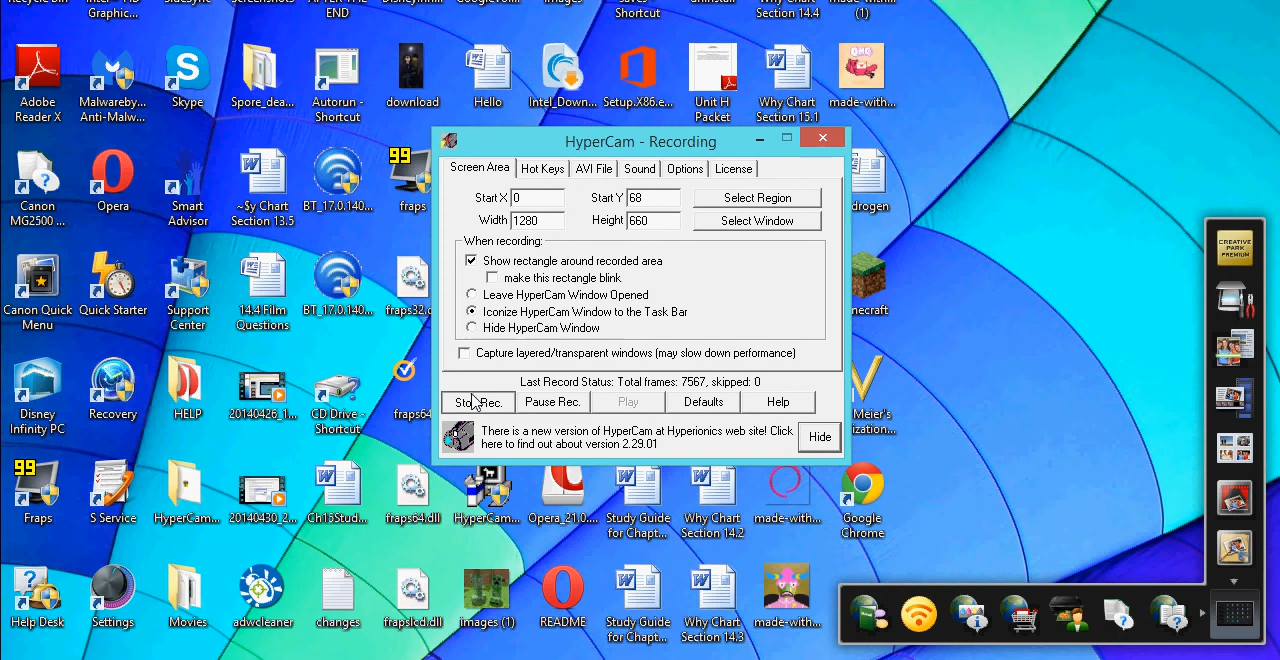 Recycle Bin
Intel - HD
Graphic...
SideSync
Screenshots
AFTER THE
END
images
saves -
Shortcut
uninstall
Why Chart
Section 14.4
made-with...
(1)
Adobe
Reader X
Malwareby...
Anti-Malw...
Skype
Spore_dea...
Autorun -
Shortcut
download
Hello
Intel_Down...
Setup.X86.e...
Unit H
Packet
Why Chart
Section 15.1
made-with...
OMG
HyperCam - Recording
Screen Area
Hot Keys
AVI File
Sound
Options
License
Start X 0
Start Y 68
Select Region
Width 1280
Height 660
Select Window
When recording:
Show rectangle around recorded area
make this rectangle blink
Leave HyperCam Window Opened
Iconize HyperCam Window to the Task Bar
Hide HyperCam Window
Capture layered/transparent windows (may slow down performance)
Last Record Status: Total frames: 7567, skipped: 0
Stop Rec.
Pause Rec.
Play
Defaults
Help
There is a new version of HyperCam at Hyperionics web site! Click
here to find out about version 2.29.01
Hide
Canon
MG2500 ...
Opera
Smart
Advisor
~$y Chart
Section 13.5
BT_17.0.140...
99
fraps
drogen
Canon Quick
Menu
Quick Starter
Support
Center
14.4 Film
Questions
BT_17.0.140...
fraps32.d
necraft
Disney
Infinity PC
Recovery
HELP
20140426_1...
CD Drive -
Shortcut
fraps64
Meier's
ization...
99
Fraps
S Service
HyperCam...
20140430_2...
Ch15Stud...
fraps64.dll
HyperCam...
Opera_21.0....
Study Guide
for Chapt...
Why Chart
Section 14.2
made-with...
Google
Chrome
Help Desk
Settings
Movies
adwcleaner
changes
frapslcd.dll
images (1)
README
Study Guide
for Chapt...
Why Chart
Section 14.3
made-with...
CREATIVE
PARK
PREMIUM